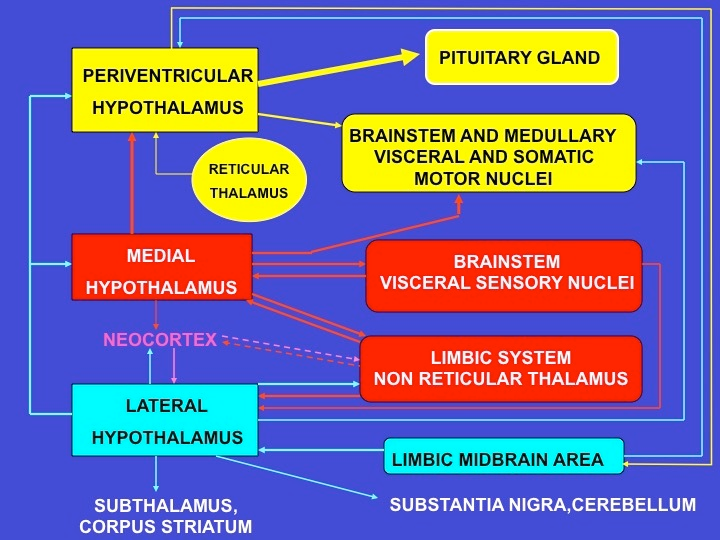 PERIVENTRICULAR
HYPOTHALAMUS
PITUITARY GLAND
BRAINSTEM AND MEDULLARY
VISCERAL AND SOMATIC
MOTOR NUCLEI
RETICULAR
THALAMUS
MEDIAL
HYPOTHALAMUS
BRAINSTEM
VISCERAL SENSORY NUCLEI
NEOCORTEX
LIMBIC SYSTEM
NON RETICULAR THALAMUS
LATERAL
HYPOTHALAMUS
LIMBIC MIDBRAIN AREA
SUBTHALAMUS,
CORPUS STRIATUM
SUBSTANTIA NIGRA,CEREBELLUM